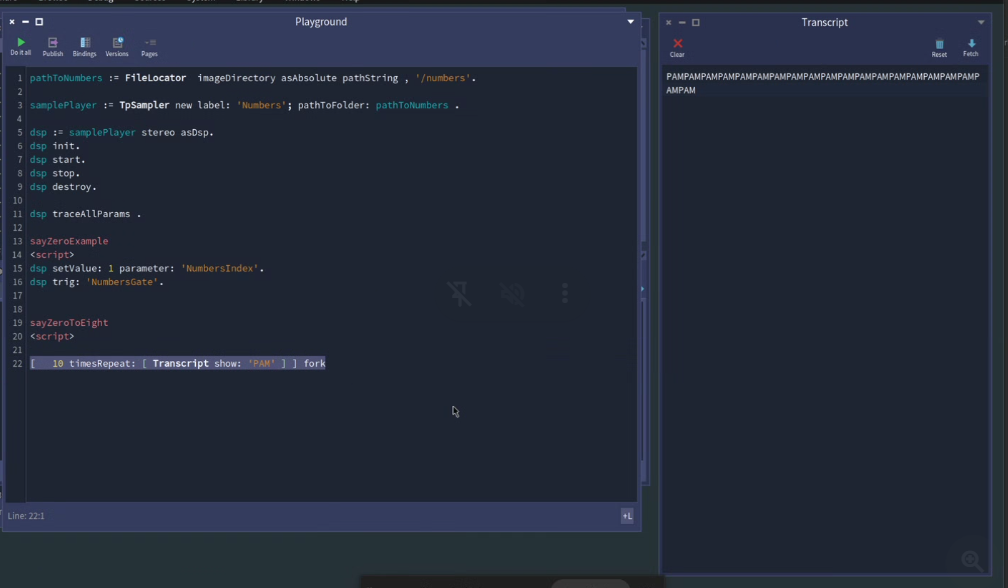 Playground
Do it all Publish Bindings Versions Pages
1 pathToNumbers := FileLocator imageDirectory asAbsolute pathString , '/numbers'.
2
3 samplePlayer := TpSampler new label: 'Numbers'; pathToFolder: pathToNumbers .
4
5 dsp := samplePlayer stereo asDsp.
6 dsp init.
7 dsp start.
8 dsp stop.
9 dsp destroy.
10
11 dsp traceAllParams .
12
13 sayZeroExample
14 <script>
15 dsp setValue: 1 parameter: 'NumbersIndex'.
16 dsp trig: 'NumbersGate'.
17
18
19 sayZeroToEight
20 <script>
21
22 [ 10 timesRepeat: [ Transcript show: 'PAM' ] ] fork
Line: 22:1
+L
Transcript
Clear Reset Fetch
PAMPAMPAMPAMPAMPAMPAMPAMPAMPAMPAMPAMPAMPAMPAMPAMPAMP
AMPAM